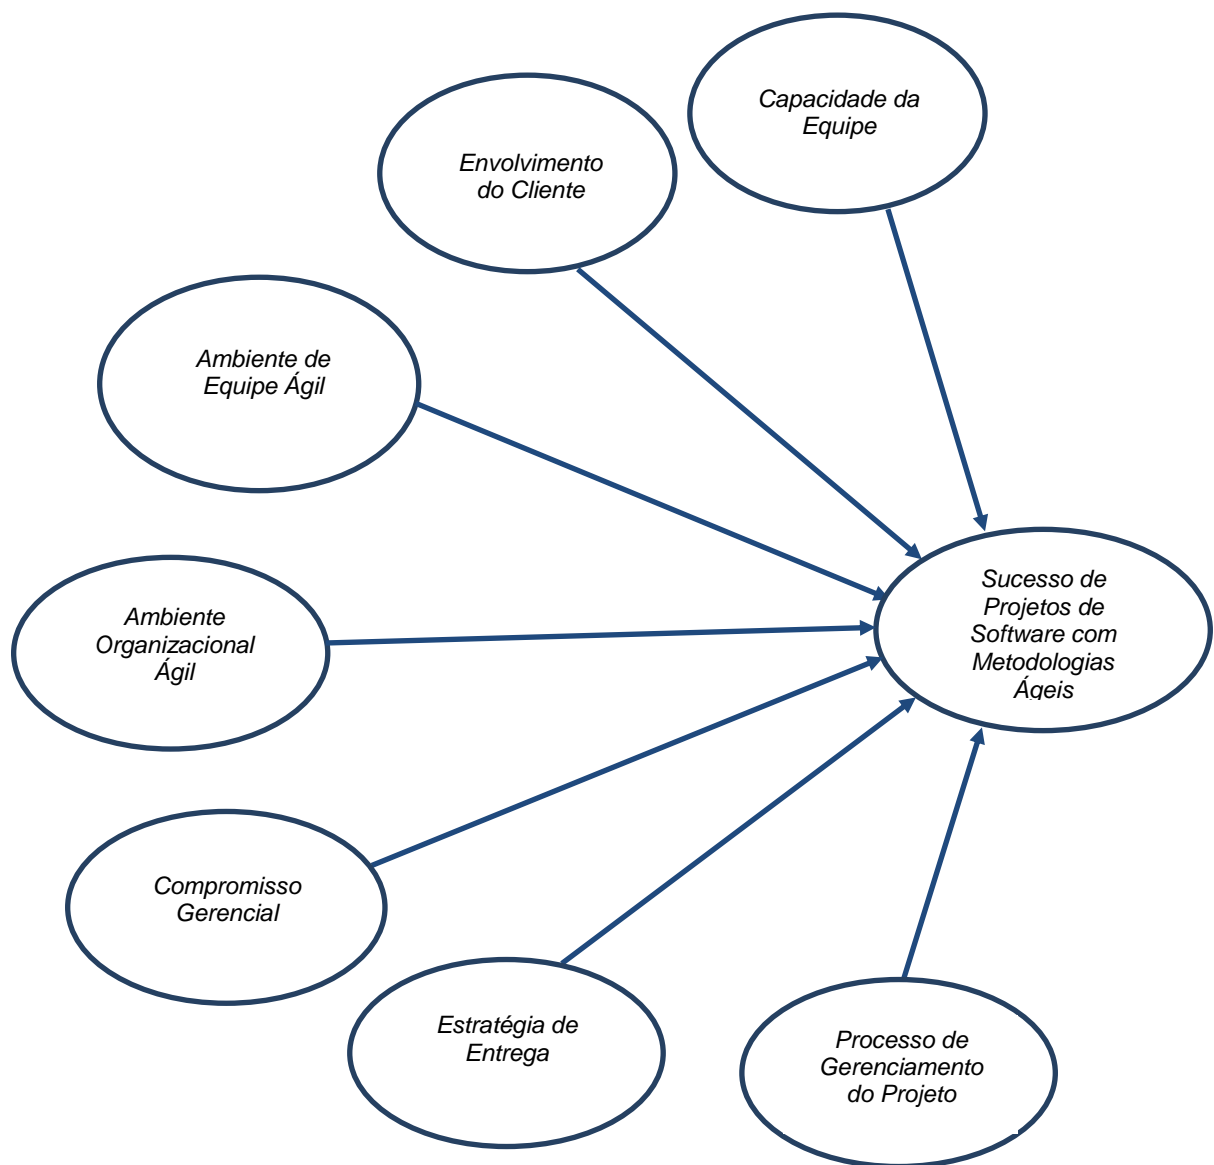 Capacidade da
Equipe
Envolvimento
do Cliente
Ambiente de
Equipe Ágil
Ambiente
Organizacional
Ágil
Sucesso de
Projetos de
Software com
Metodologias
Ágeis
Compromisso
Gerencial
Estratégia de
Entrega
Processo de
Gerenciamento
do Projeto